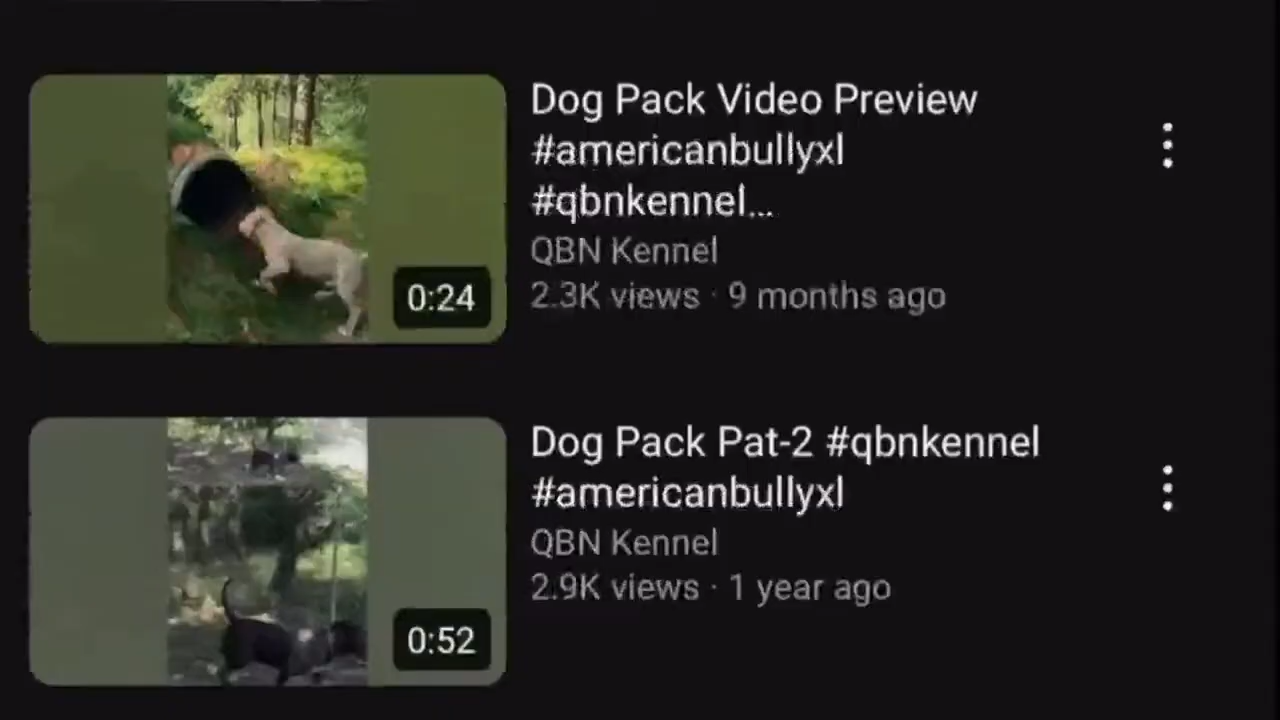 Dog Pack Video Preview
#americanbullyxl
#qbnkennel...
QBN Kennel
2.3K views · 9 months ago
0:24
Dog Pack Pat-2 #qbnkennel
#americanbullyxl
QBN Kennel
2.9K views · 1 year ago
0:52